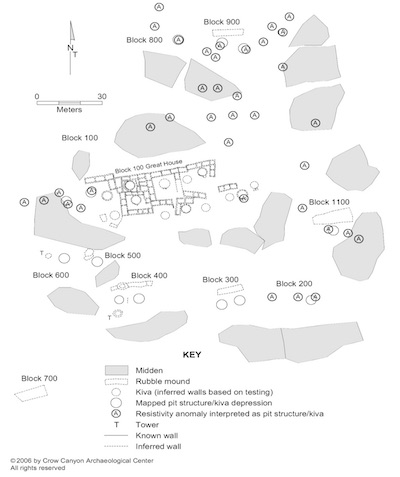 Block 900
Block 800
N
T
0 30
Meters
Block 100
Block 100 Great House
Block 1100
T
Block 500
Block 600
Block 400
Block 300
Block 200
T
KEY
Block 700
Midden
Rubble mound
Kiva (inferred walls based on testing)
Mapped pit structure/kiva depression
A Resistivity anomaly interpreted as pit structure/kiva
T Tower
Known wall
Inferred wall
©2006 by Crow Canyon Archaeological Center
All rights reserved